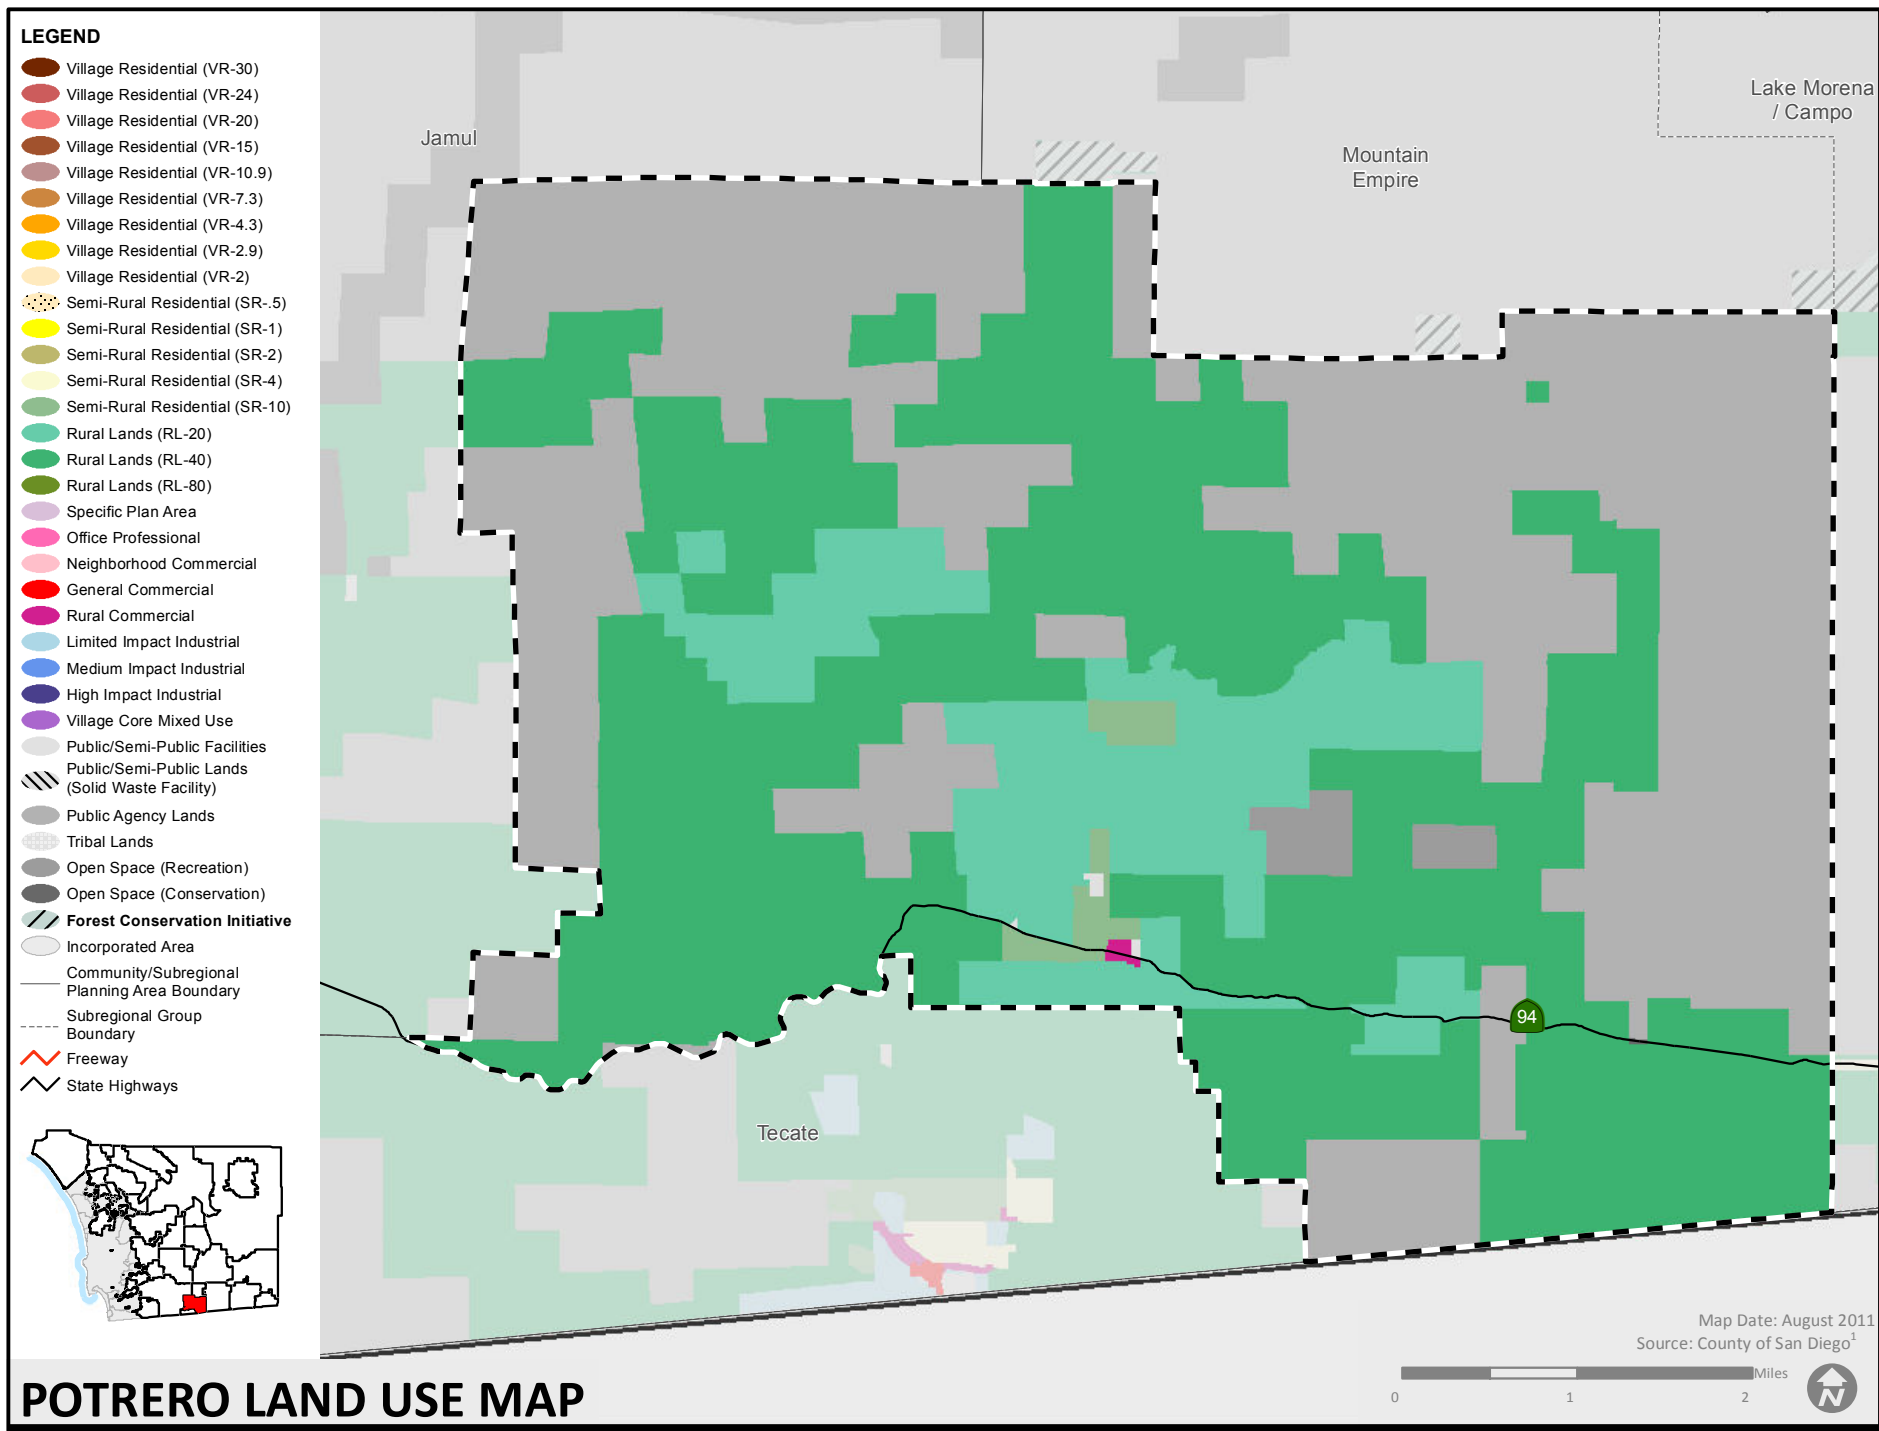 LEGEND
Village Residential (VR-30)
Village Residential (VR-24)
Village Residential (VR-20)
Village Residential (VR-15)
Village Residential (VR-10.9)
Village Residential (VR-7.3)
Village Residential (VR-4.3)
Village Residential (VR-2.9)
Village Residential (VR-2)
Semi-Rural Residential (SR-.5)
Semi-Rural Residential (SR-1)
Semi-Rural Residential (SR-2)
Semi-Rural Residential (SR-4)
Semi-Rural Residential (SR-10)
Rural Lands (RL-20)
Rural Lands (RL-40)
Rural Lands (RL-80)
Specific Plan Area
Office Professional
Neighborhood Commercial
General Commercial
Rural Commercial
Limited Impact Industrial
Medium Impact Industrial
High Impact Industrial
Village Core Mixed Use
Public/Semi-Public Facilities
Public/Semi-Public Lands
(Solid Waste Facility)
Public Agency Lands
Tribal Lands
Open Space (Recreation)
Open Space (Conservation)
Forest Conservation Initiative
Incorporated Area
Community/Subregional
Planning Area Boundary
Subregional Group
Boundary
Freeway
State Highways
Jamul
Mountain
Empire
Lake Morena
/ Campo
94
Tecate
Map Date: August 2011
Source: County of San Diego1
Miles
0 1 2
N
POTRERO LAND USE MAP